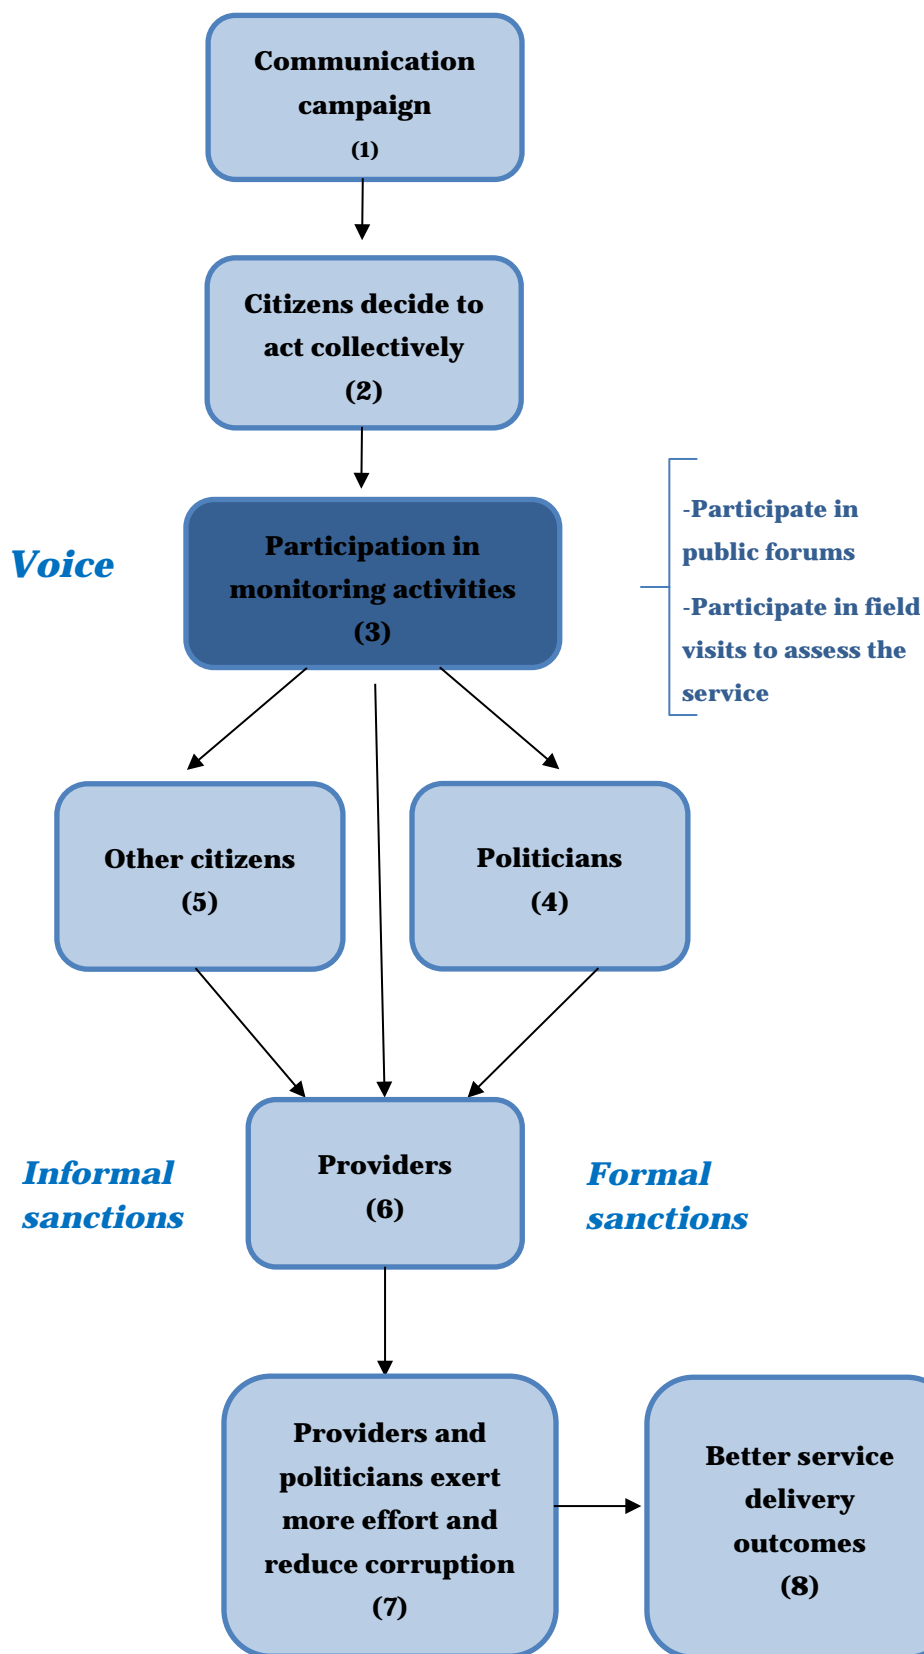 Communication
campaign
(1)
Citizens decide to
act collectively
(2)
Voice
Participation in
monitoring activities
(3)
-Participate in
public forums
-Participate in field
visits to assess the
service
Other citizens
(5)
Politicians
(4)
Informal
sanctions
Providers
(6)
Formal
sanctions
Providers and
politicians exert
more effort and
reduce corruption
(7)
Better service
delivery
outcomes
(8)